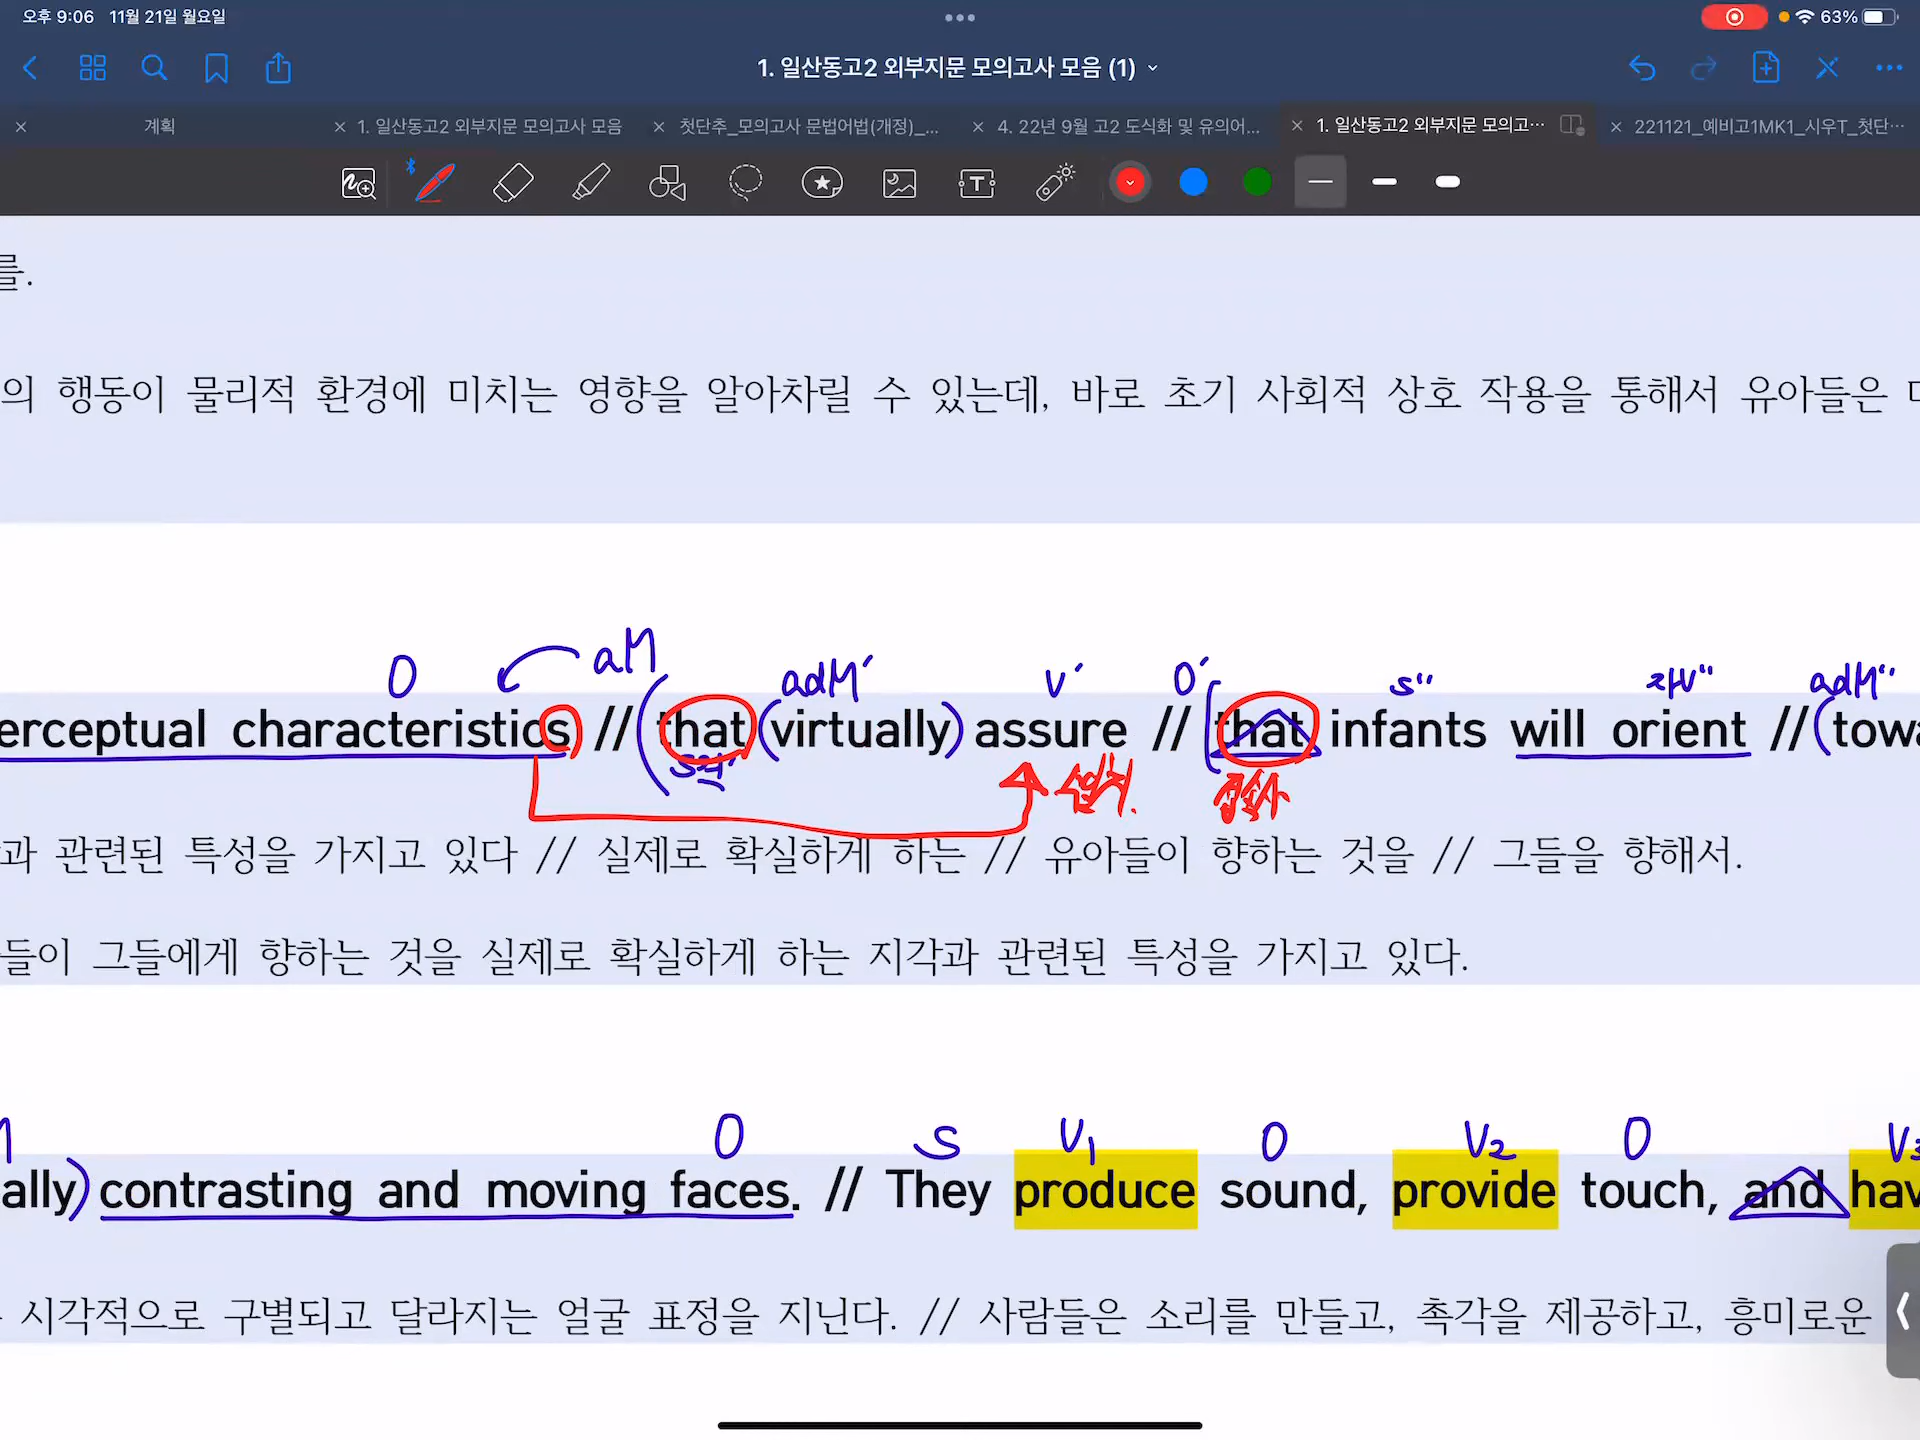 오후 9:06 11월 21일 월요일
63%
1. 일산동고2 외부지문 모의고사 모음 (1)
계획
1. 일산동고2 외부지문 모의고사 모음
첫단추_모의고사 문법어법(개정)_...
4. 22년 9월 고2 도식화 및 유의어...
1. 일산동고2 외부지문 모의고...
221121_예비고1MK1_시우T_첫단...
를.
의 행동이 물리적 환경에 미치는 영향을 알아차릴 수 있는데, 바로 초기 사회적 상호 작용을 통해서 유아들은
O aM adM' V' O' S'' 조V'' adM''
erceptual characteristics // (that (virtually) assure // [that infants will orient // (towa
S관' 수일치. 접속사
과 관련된 특성을 가지고 있다 // 실제로 확실하게 하는 // 유아들이 향하는 것을 // 그들을 향해서.
들이 그들에게 향하는 것을 실제로 확실하게 하는 지각과 관련된 특성을 가지고 있다.
O S V1 O V2 O V3
ally) contrasting and moving faces. // They produce sound, provide touch, and hav
시각적으로 구별되고 달라지는 얼굴 표정을 지닌다. // 사람들은 소리를 만들고, 촉각을 제공하고, 흥미로운